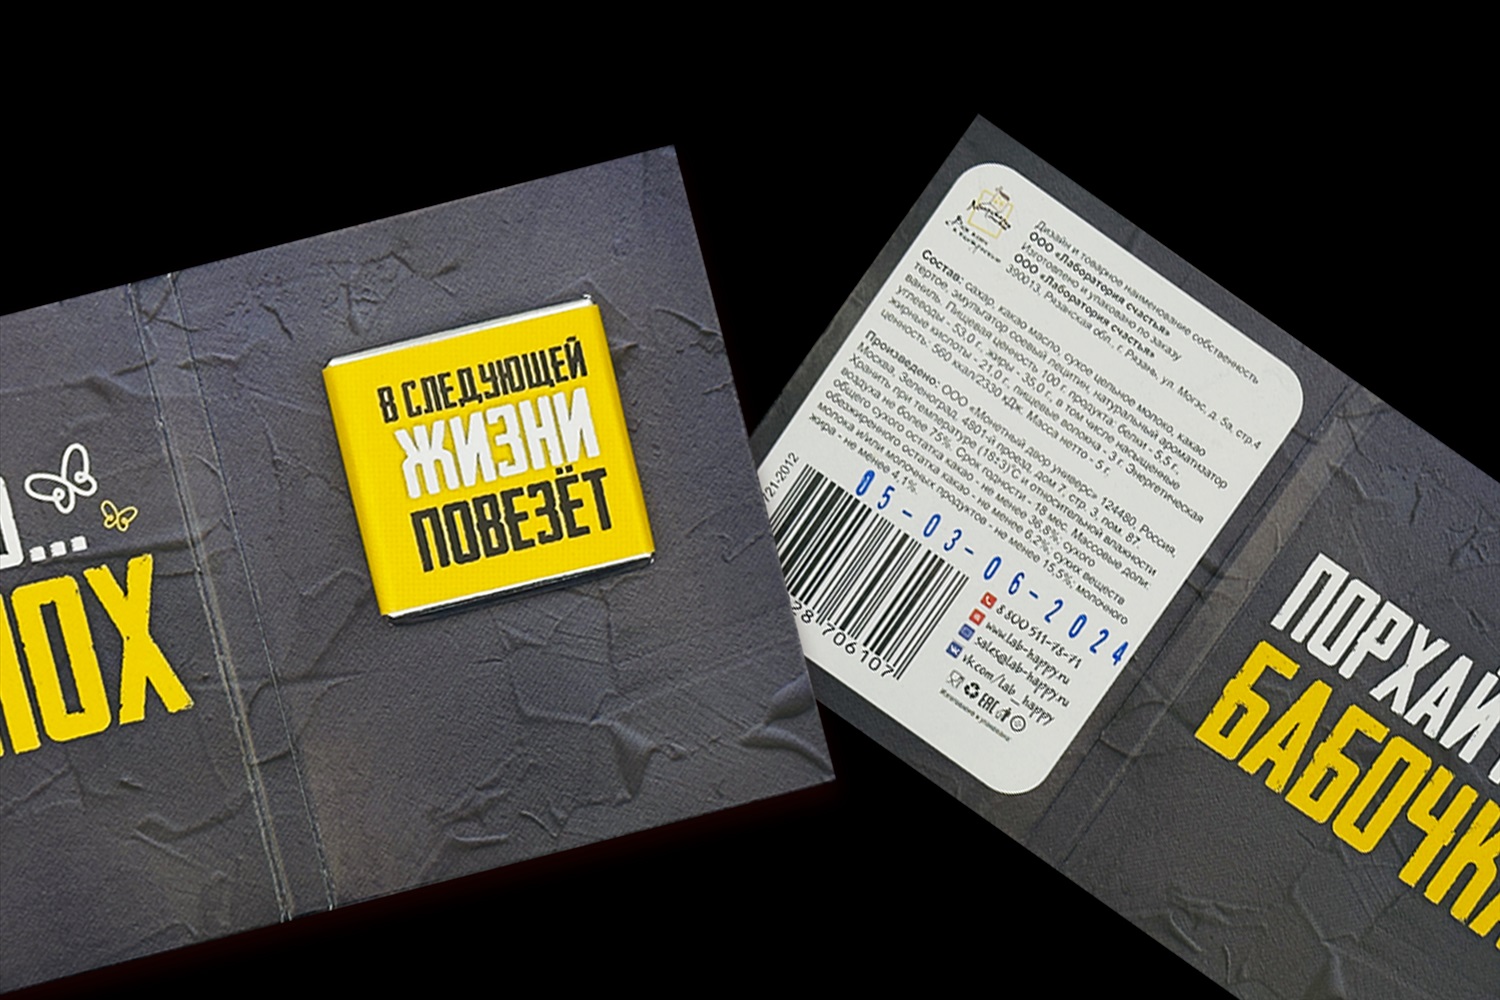 ...
ЛОХ
В СЛЕДУЮЩЕЙ
ЖИЗНИ
ПОВЕЗЁТ
Дизайн и товарное наименование собственность
ООО «Лаборатория счастья»
Изготовлено и упаковано по заказу
ООО «Лаборатория счастья»
390013, Рязанская обл., г. Рязань, ул. Могэс, д. 5а, стр.4
Состав: сахар, какао масло, сухое цельное молоко, какао
тертое, эмульгатор соевый лецитин, натуральный ароматизатор
ваниль. Пищевая ценность 100 г. продукта: белки - 5,5 г.,
углеводы - 53,0 г., жиры - 35,0 г., в том числе насыщенные
жирные кислоты - 21,0 г., пищевые волокна - 3 г. Энергетическая
ценность: 560 ккал/2330 кДж. Масса нетто - 5 г.
Произведено: ООО «Монетный двор универс» 124480, Россия,
Москва, Зеленоград, 4801-й проезд, дом 7, стр. 3, пом. 87.
Хранить при температуре (18±3)°С и относительной влажности
воздуха не более 75%. Срок годности - 18 мес. Массовые доли:
общего сухого остатка какао - не менее 36,8%, сухого
обезжиренного остатка какао - не менее 6,2%; сухих веществ
молока и/или молочных продуктов - не менее 15,5%; молочного
жира - не менее 4,1%.
121-2012
05-03-06-2024
28 706107
8 800 511-78-71
www.lab-happy.ru
sales@lab-happy.ru
vk.com/Lab_happy
EAC
ПОРХАЙ
БАБОЧК